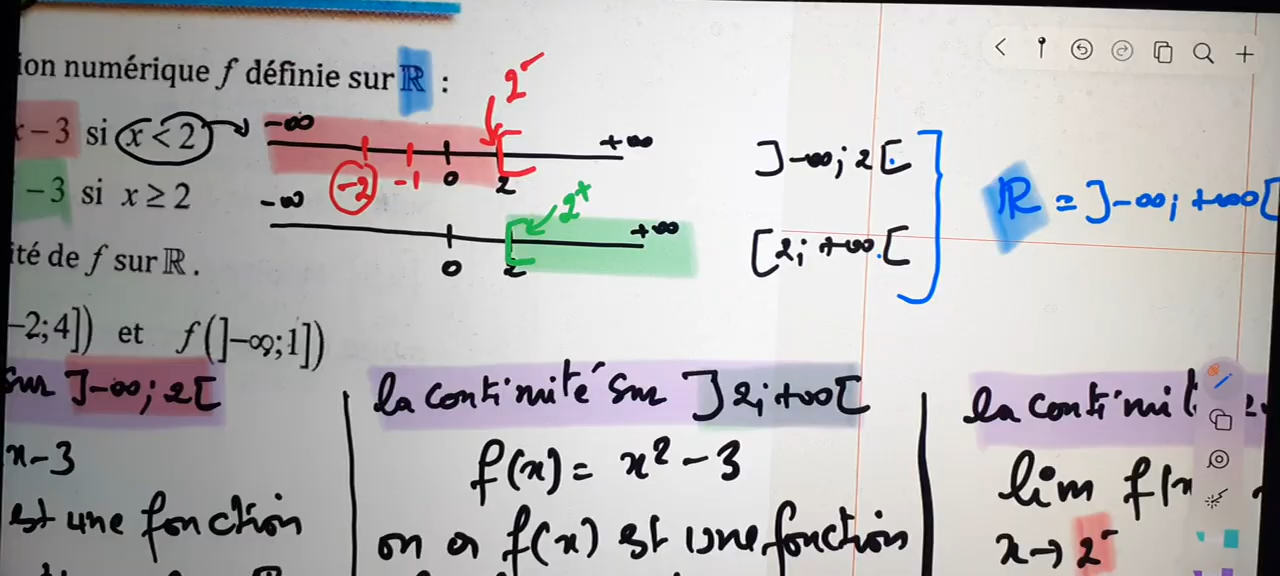 ion numérique f définie sur ℝ :
x – 3 si x < 2
– 3 si x ≥ 2
ité de f sur ℝ.
–2;4]) et f(]–∞;1])
–∞ –2 –1 0 2 2⁻ +∞
–∞ 0 2 2⁺ +∞
]–∞; 2[
[2; +∞[
ℝ = ]–∞; +∞[
sur ]–∞; 2[
x – 3
est une fonction
la continuité sur ]2; +∞[
f(x) = x² – 3
on a f(x) est une fonction
la continuit
lim f(x
x → 2⁻